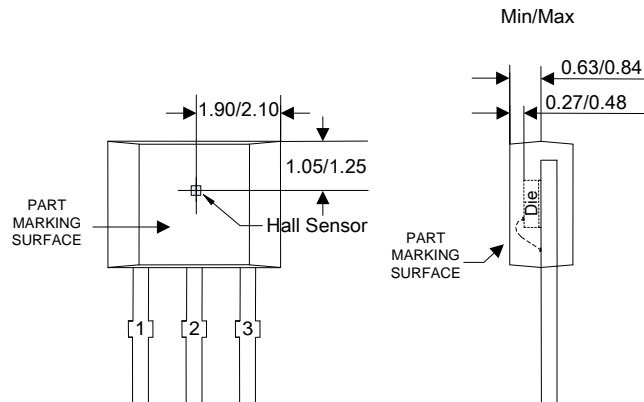 Min/Max
0.63/0.84
0.27/0.48
1.90/2.10
1.05/1.25
PART
MARKING
SURFACE
Hall Sensor
Die
PART
MARKING
SURFACE
1 2 3